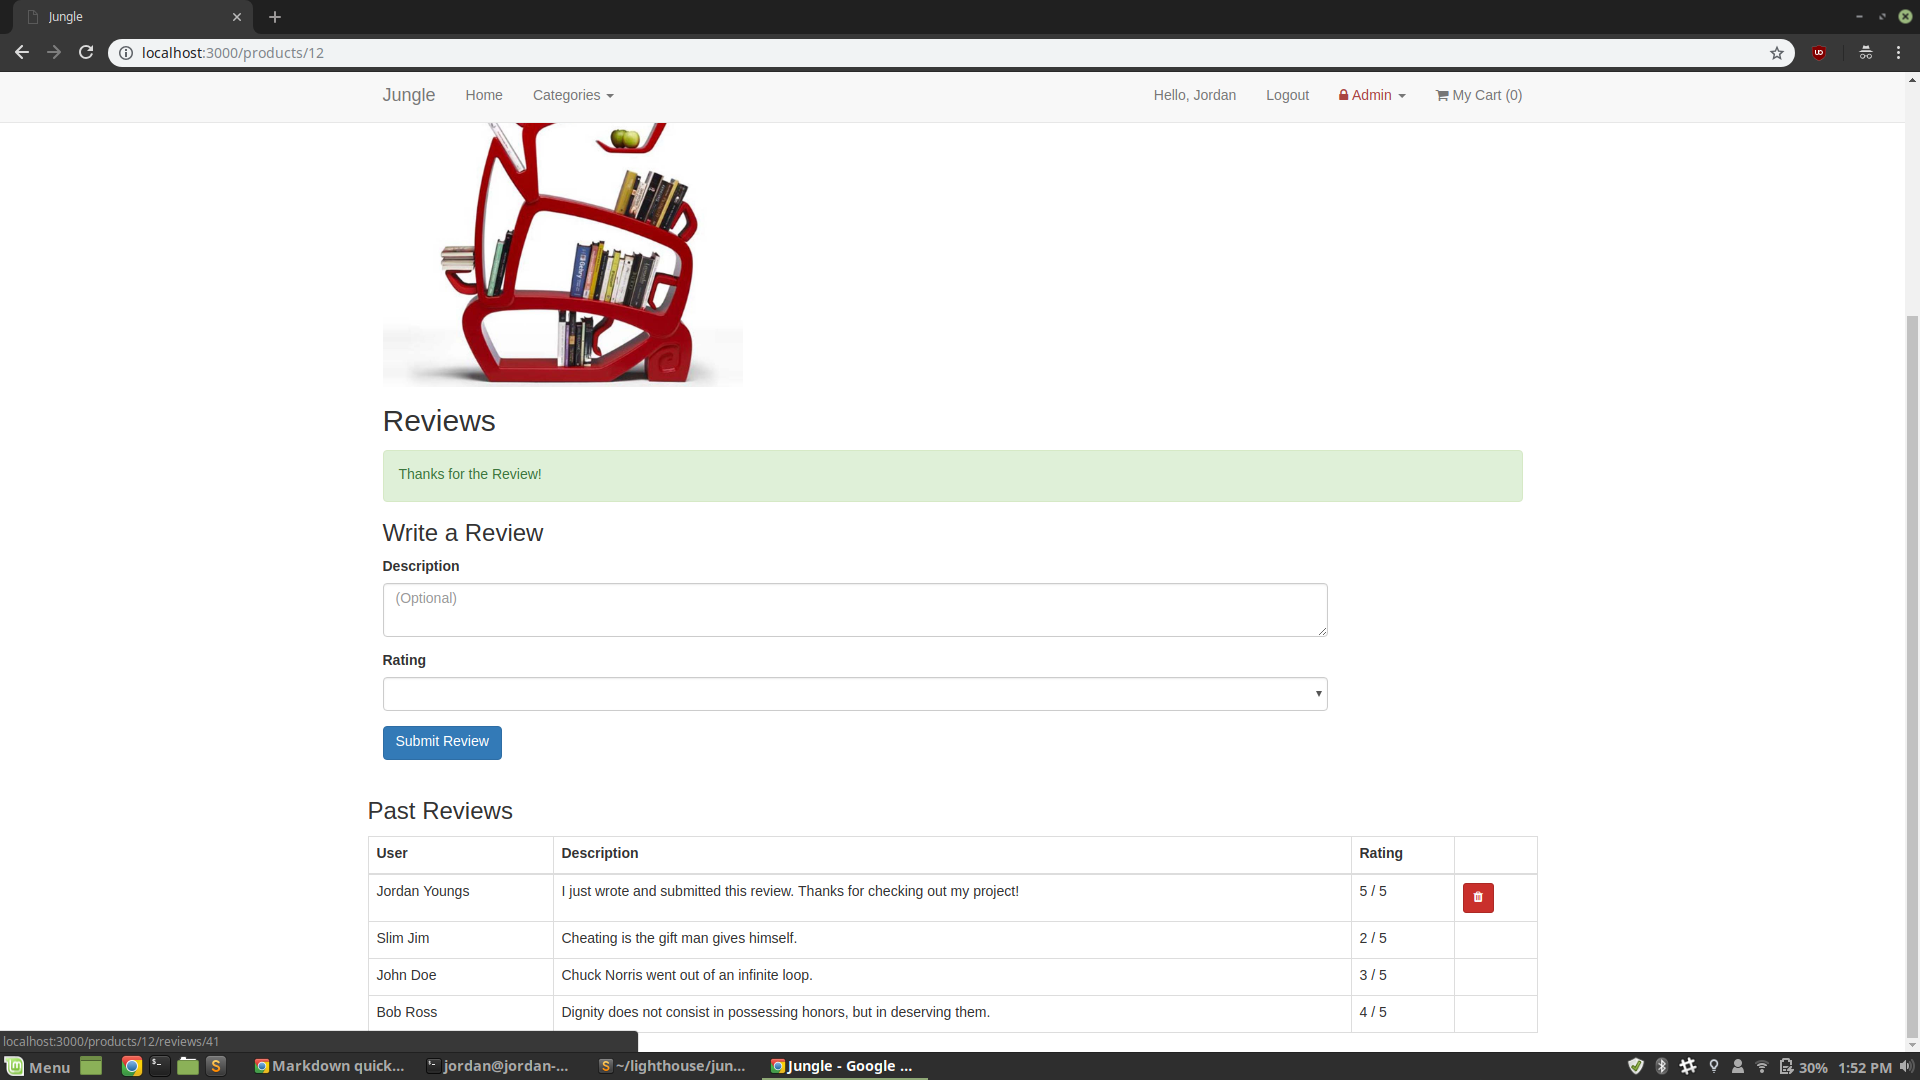 Jungle
localhost:3000/products/12
Jungle Home Categories Hello, Jordan Logout Admin My Cart (0)
Reviews
Thanks for the Review!
Write a Review
Description
(Optional)
Rating
Submit Review
Past Reviews
User Description Rating
Jordan Youngs I just wrote and submitted this review. Thanks for checking out my project! 5 / 5
Slim Jim Cheating is the gift man gives himself. 2 / 5
John Doe Chuck Norris went out of an infinite loop. 3 / 5
Bob Ross Dignity does not consist in possessing honors, but in deserving them. 4 / 5
localhost:3000/products/12/reviews/41
Menu Markdown quick... jordan@jordan-... ~/lighthouse/jun... Jungle - Google ... 30% 1:52 PM